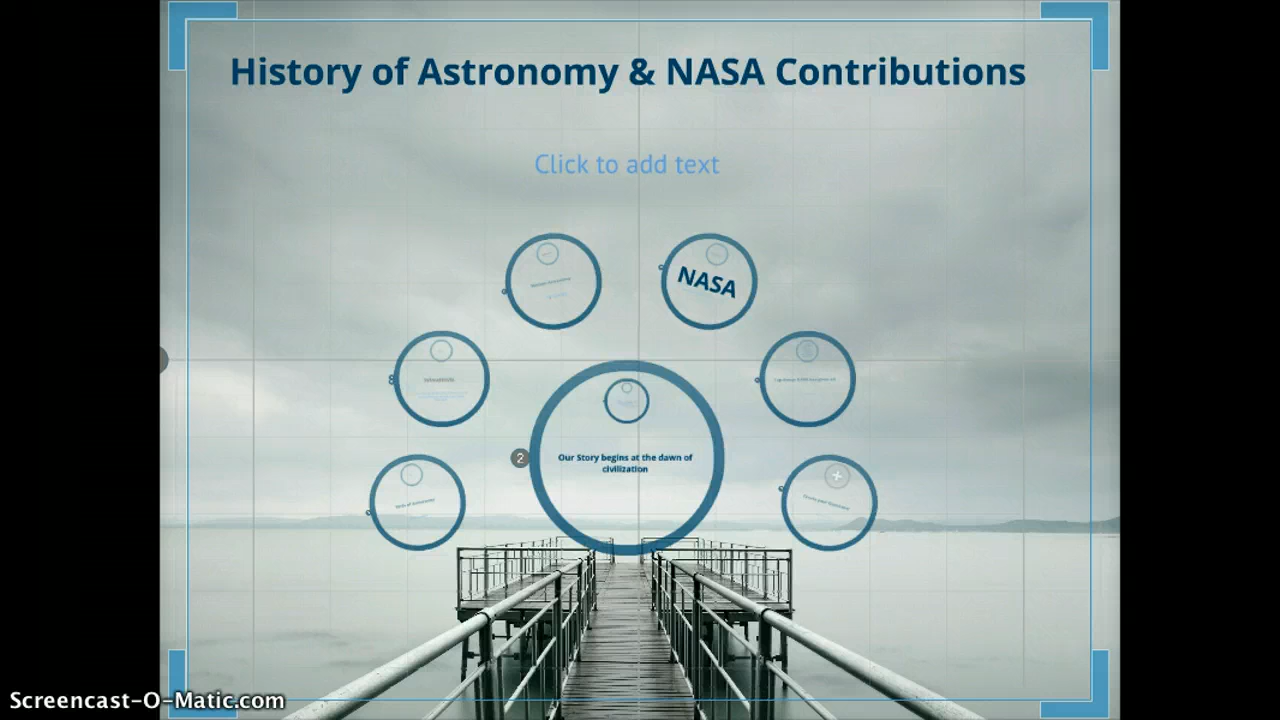 History of Astronomy & NASA Contributions
Click to add text
NASA
2
Our Story begins at the dawn of
civilization
Screencast-O-Matic.com